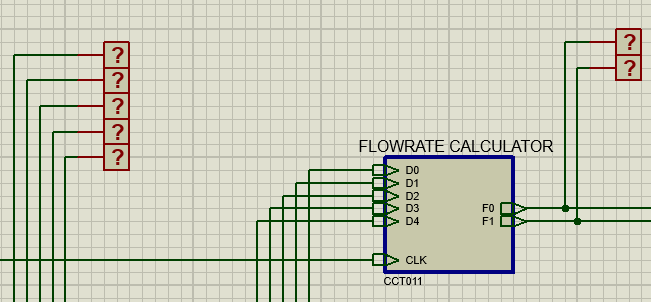 ?
?
?
?
?
?
?
FLOWRATE CALCULATOR
D0
D1
D2
D3
D4
F0
F1
CLK
CCT011